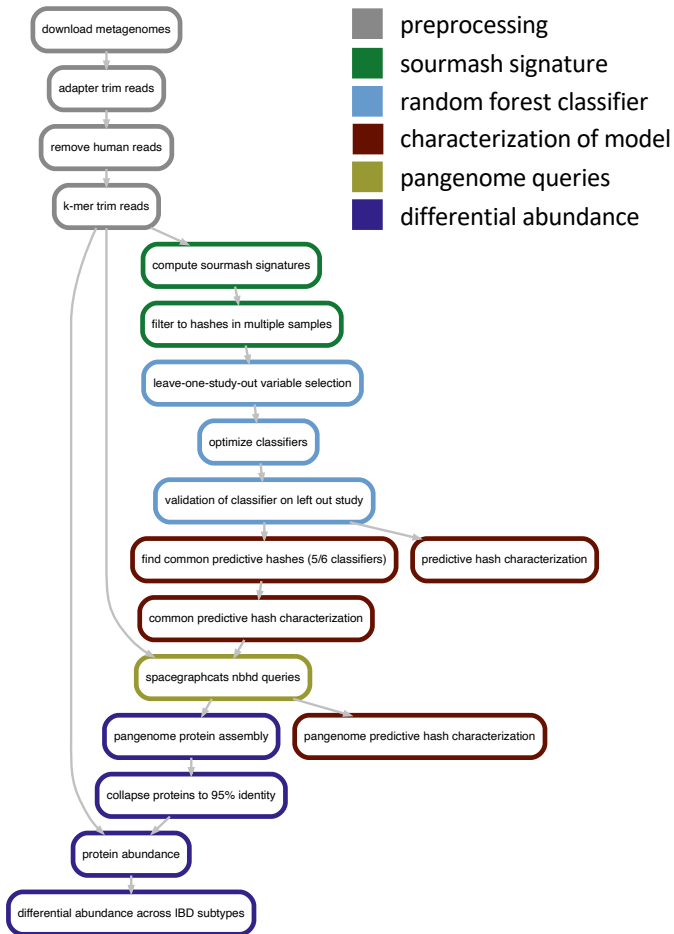 download metagenomes
adapter trim reads
remove human reads
k-mer trim reads
preprocessing
sourmash signature
random forest classifier
characterization of model
pangenome queries
differential abundance
compute sourmash signatures
filter to hashes in multiple samples
leave-one-study-out variable selection
optimize classifiers
validation of classifier on left out study
find common predictive hashes (5/6 classifiers)
predictive hash characterization
common predictive hash characterization
spacegraphcats nbhd queries
pangenome protein assembly
pangenome predictive hash characterization
collapse proteins to 95% identity
protein abundance
differential abundance across IBD subtypes